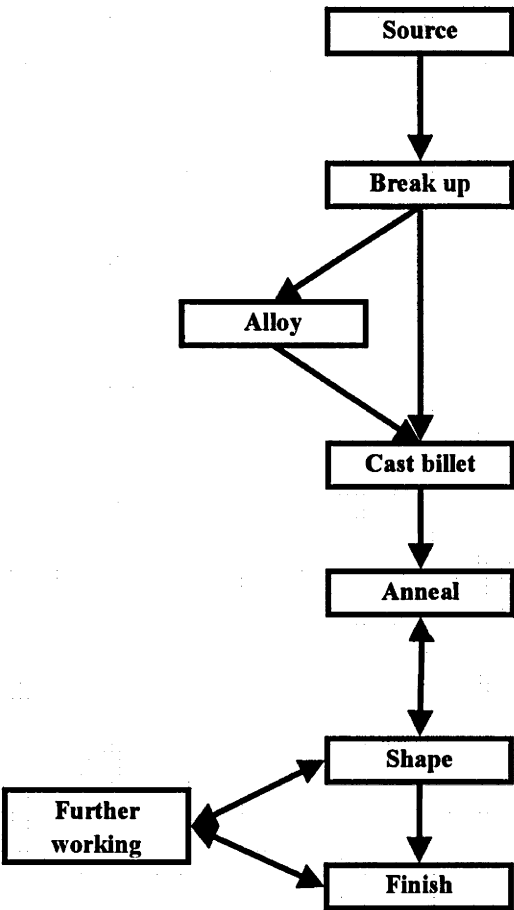 Source
Break up
Alloy
Cast billet
Anneal
Shape
Further
working
Finish